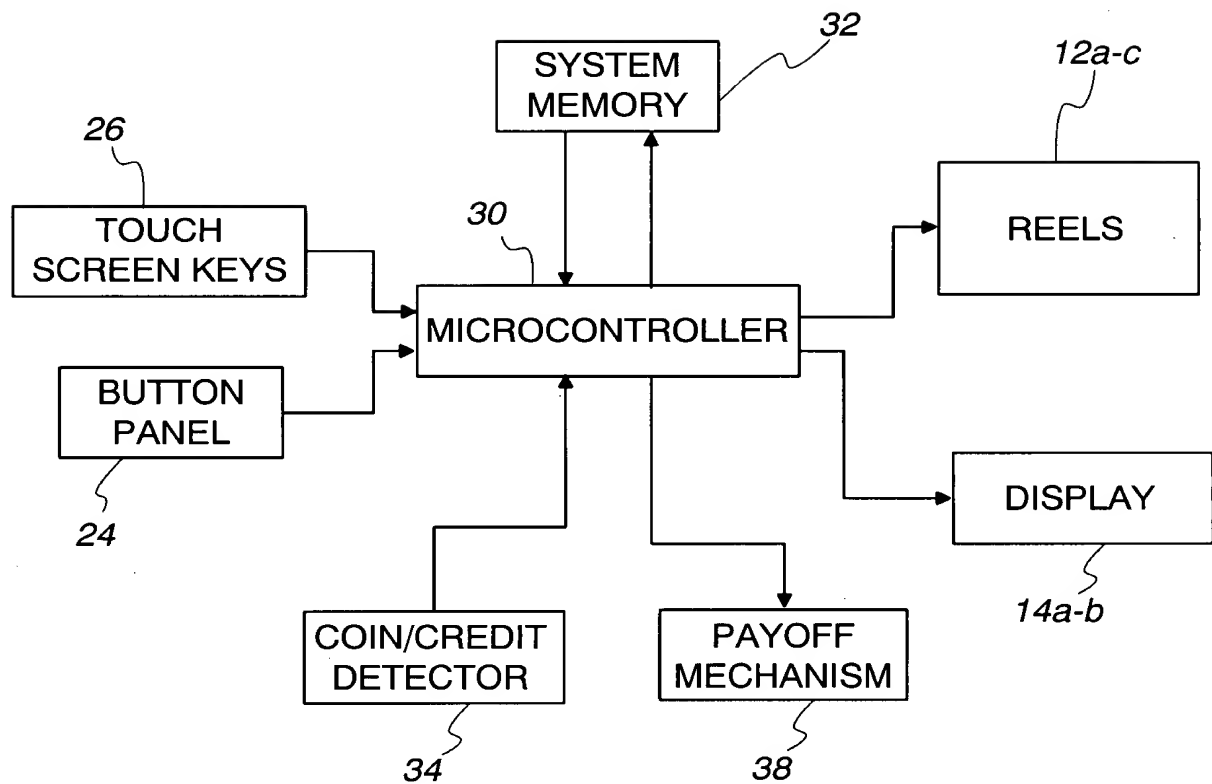 32
12a-c
SYSTEM
MEMORY
26
30
TOUCH
SCREEN KEYS
REELS
MICROCONTROLLER
BUTTON
PANEL
24
DISPLAY
14a-b
COIN/CREDIT
DETECTOR
34
PAYOFF
MECHANISM
38